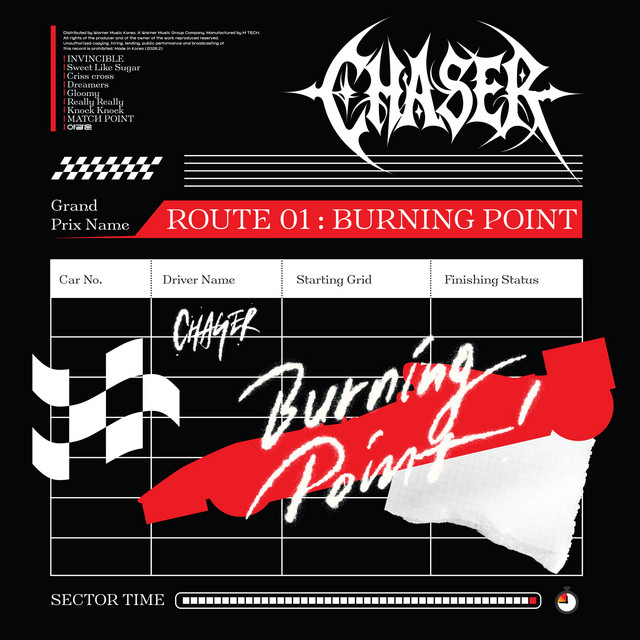 Distributed by Warner Music Korea. A Warner Music Group Company. Manufactured by M TECH.
All rights of the producer and of the owner of the work reproduced reserved.
Unauthorized copying, hiring, lending, public performance and broadcasting of
this record is prohibited. Made in Korea (2026.2)
INVINCIBLE
Sweet Like Sugar
Criss cross
Dreamers
Gloomy
Really Really
Knock Knock
MATCH POINT
CHASER
Grand
Prix Name
ROUTE 01 : BURNING POINT
Car No. Driver Name Starting Grid Finishing Status
CHASER
Burning
Point
SECTOR TIME